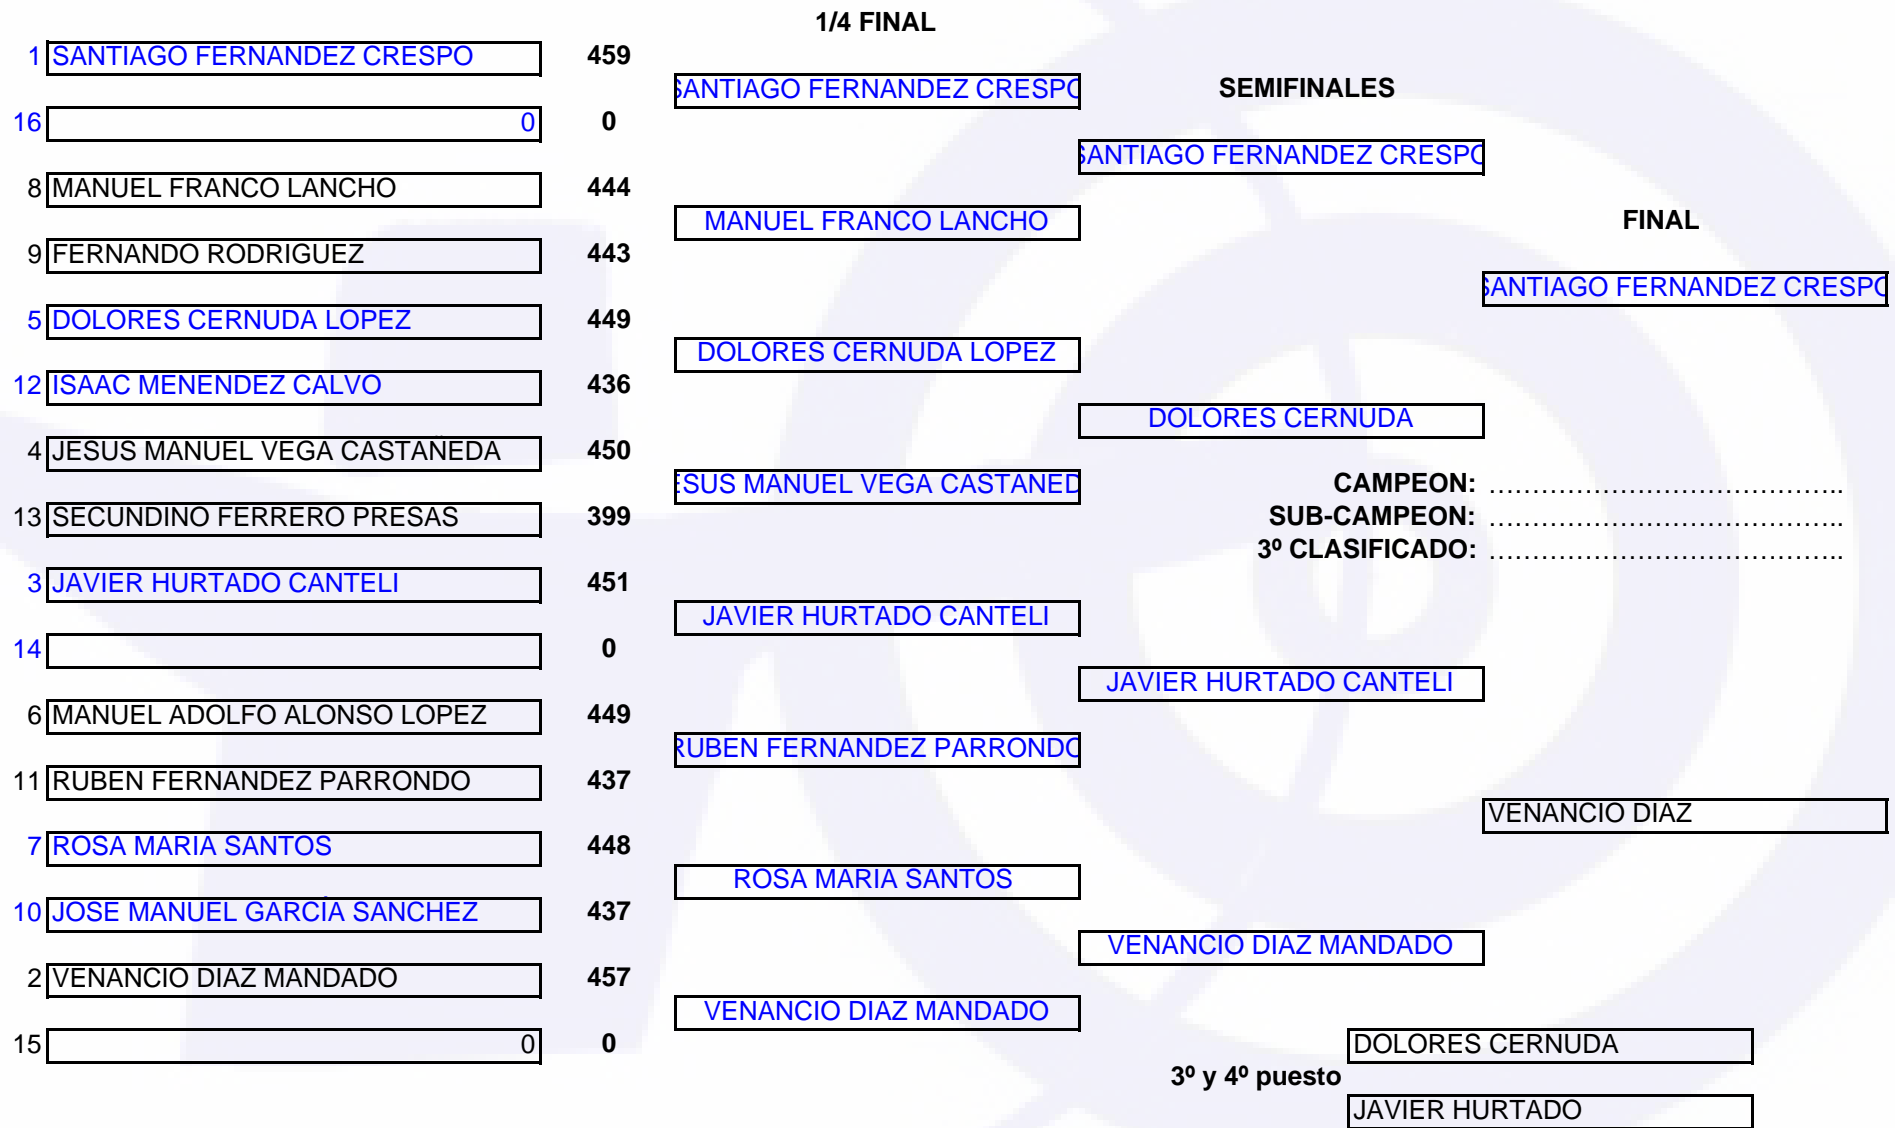 1/4 FINAL
1 SANTIAGO FERNANDEZ CRESPO 459
SANTIAGO FERNANDEZ CRESPO SEMIFINALES
16 0 0
SANTIAGO FERNANDEZ CRESPO
8 MANUEL FRANCO LANCHO 444
MANUEL FRANCO LANCHO FINAL
9 FERNANDO RODRIGUEZ 443
SANTIAGO FERNANDEZ CRESPO
5 DOLORES CERNUDA LOPEZ 449
DOLORES CERNUDA LOPEZ
12 ISAAC MENENDEZ CALVO 436
DOLORES CERNUDA
4 JESUS MANUEL VEGA CASTAÑEDA 450
ESUS MANUEL VEGA CASTAÑED CAMPEON: …………………………………..
13 SECUNDINO FERRERO PRESAS 399 SUB-CAMPEON: …………………………………..
3º CLASIFICADO: …………………………………..
3 JAVIER HURTADO CANTELI 451
JAVIER HURTADO CANTELI
14 0
JAVIER HURTADO CANTELI
6 MANUEL ADOLFO ALONSO LOPEZ 449
RUBEN FERNANDEZ PARRONDO
11 RUBEN FERNANDEZ PARRONDO 437
VENANCIO DIAZ
7 ROSA MARIA SANTOS 448
ROSA MARIA SANTOS
10 JOSE MANUEL GARCÍA SANCHEZ 437
VENANCIO DIAZ MANDADO
2 VENANCIO DIAZ MANDADO 457
VENANCIO DIAZ MANDADO
15 0 0 DOLORES CERNUDA
3º y 4º puesto
JAVIER HURTADO